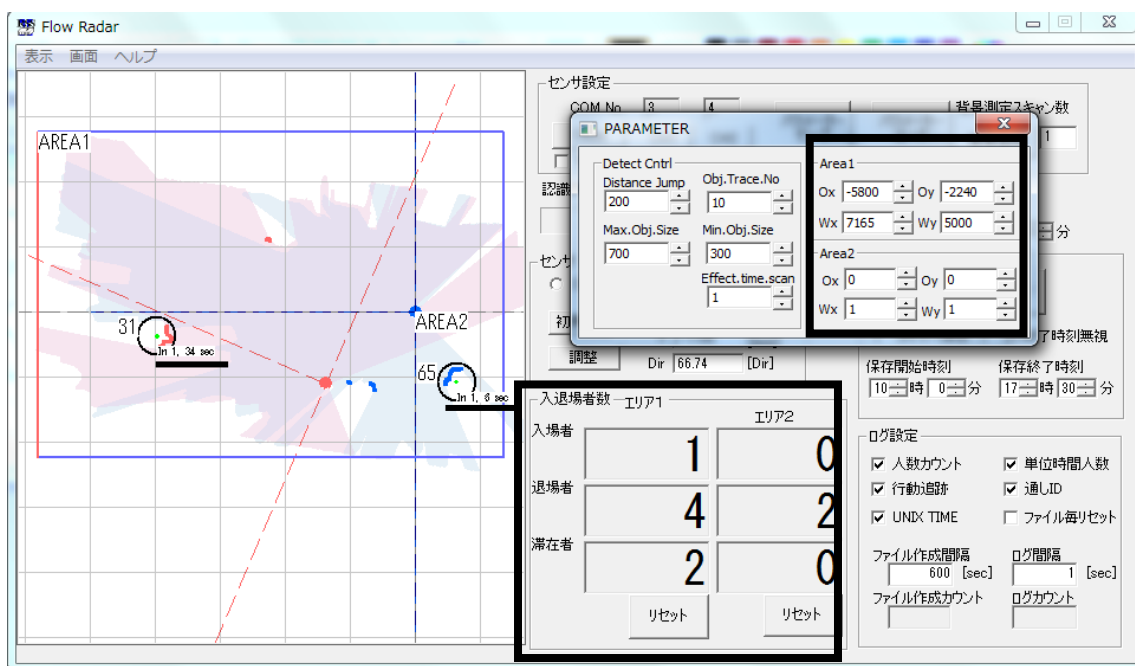 Flow Radar
表示 画面 ヘルプ
センサ設定
COM No 3 4
背景測定スキャン数
1
AREA1
PARAMETER
Detect Cntrl
Distance Jump Obj.Trace.No
200 10
Max.Obj.Size Min.Obj.Size
700 300
Effect.time.scan
1
Area1
Ox -5800 Oy -2240
Wx 7165 Wy 5000
Area2
Ox 0 Oy 0
Wx 1 Wy 1
認識
分
センサ
初
了時刻無視
調整 Dir 66.74 [Dir]
AREA2
31
In 1, 34 sec
65
In 1, 6 sec
保存開始時刻 保存終了時刻
10 時 0 分 17 時 30 分
入退場者数 エリア1 エリア2
入場者 1 0
退場者 4 2
滞在者 2 0
リセット リセット
ログ設定
人数カウント 単位時間人数
行動追跡 通しID
UNIX TIME ファイル毎リセット
ファイル作成間隔 ログ間隔
600 [sec] 1 [sec]
ファイル作成カウント ログカウント